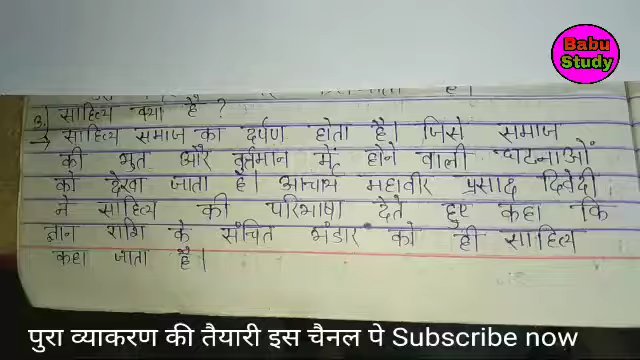 Babu
Study
है।
3. साहित्य क्या है ?
→ साहित्य समाज का दर्पण होता है। जिसे समाज
की भुत और वर्तमान में होने वाली घटनाओं
को देखा जाता है। आचार्य महावीर प्रसाद दिवेदी
ने साहित्य की परिभाषा देते हुए कहा कि
ज्ञान राशि के संचित भंडार को ही साहित्य
कहा जाता है।
पुरा व्याकरण की तैयारी इस चैनल पे Subscribe now